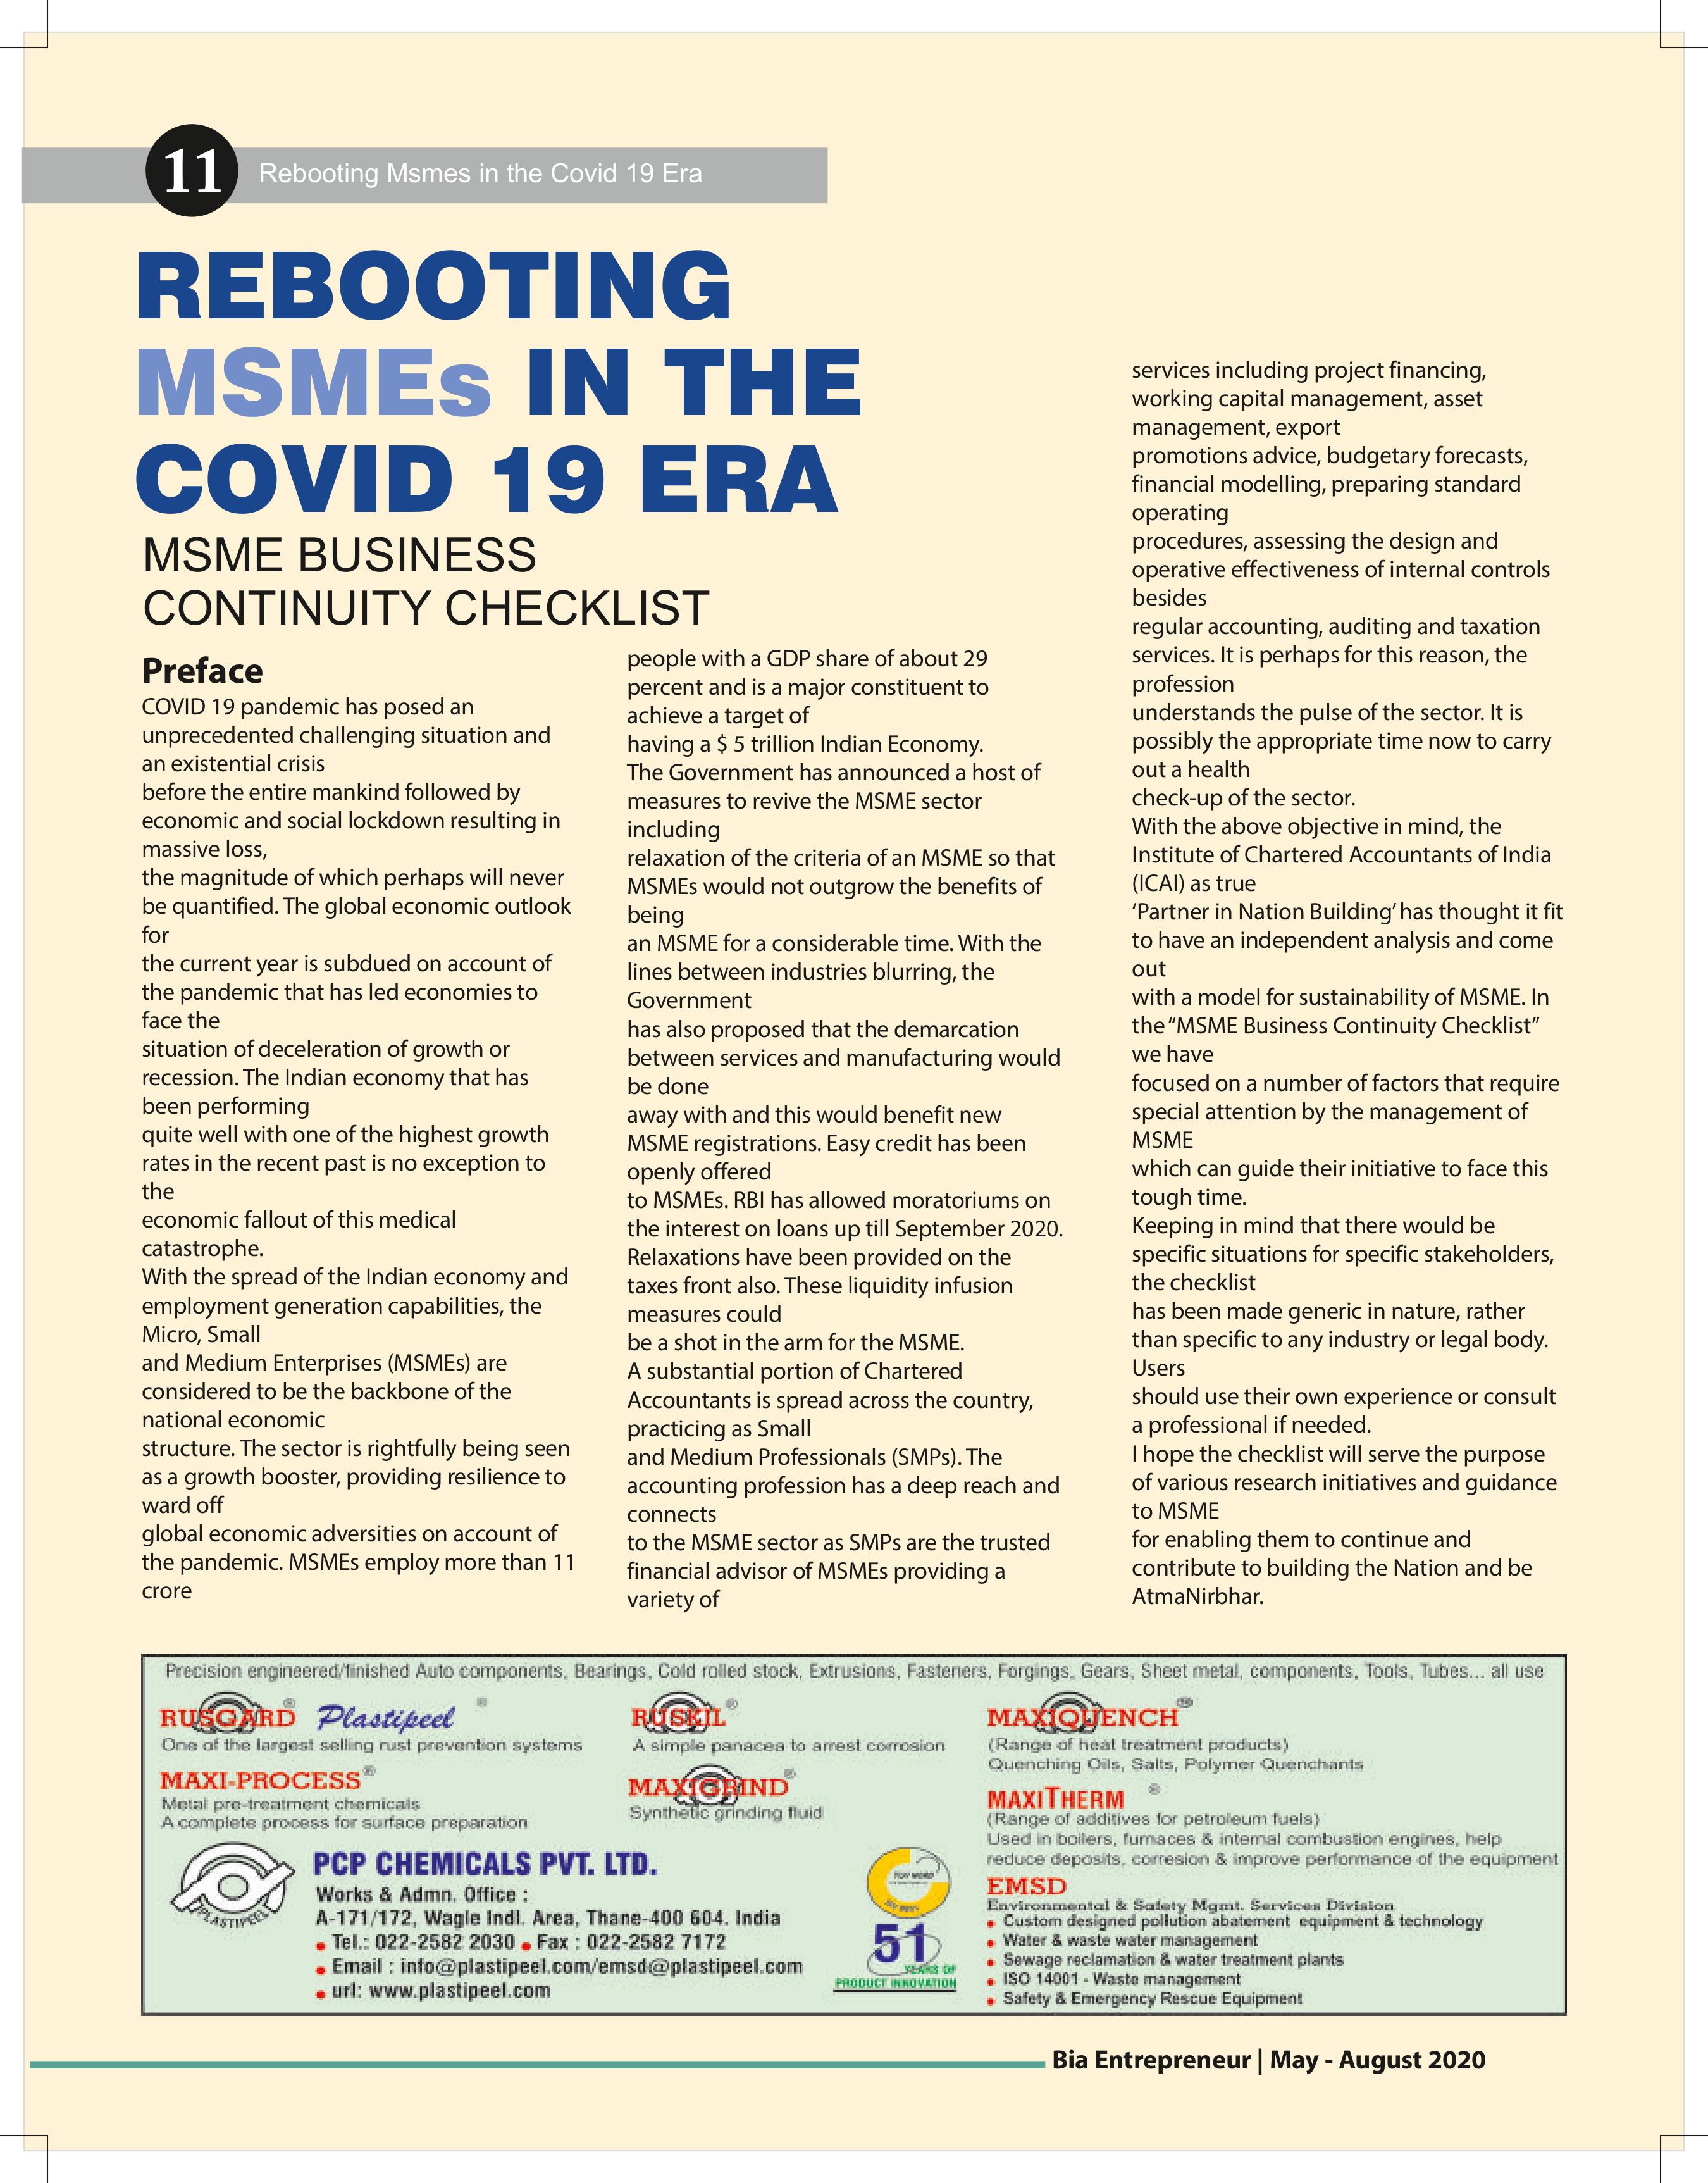 11
Rebooting Msmes in the Covid 19 Era
REBOOTING
MSMEs IN THE
COVID 19 ERA
MSME BUSINESS
CONTINUITY CHECKLIST
Preface
COVID 19 pandemic has posed an
unprecedented challenging situation and
an existential crisis
before the entire mankind followed by
economic and social lockdown resulting in
massive loss,
the magnitude of which perhaps will never
be quantified. The global economic outlook
for
the current year is subdued on account of
the pandemic that has led economies to
face the
situation of deceleration of growth or
recession. The Indian economy that has
been performing
quite well with one of the highest growth
rates in the recent past is no exception to
the
economic fallout of this medical
catastrophe.
With the spread of the Indian economy and
employment generation capabilities, the
Micro, Small
and Medium Enterprises (MSMEs) are
considered to be the backbone of the
national economic
structure. The sector is rightfully being seen
as a growth booster, providing resilience to
ward off
global economic adversities on account of
the pandemic. MSMEs employ more than 11
crore
people with a GDP share of about 29
percent and is a major constituent to
achieve a target of
having a $ 5 trillion Indian Economy.
The Government has announced a host of
measures to revive the MSME sector
including
relaxation of the criteria of an MSME so that
MSMEs would not outgrow the benefits of
being
an MSME for a considerable time. With the
lines between industries blurring, the
Government
has also proposed that the demarcation
between services and manufacturing would
be done
away with and this would benefit new
MSME registrations. Easy credit has been
openly offered
to MSMEs. RBI has allowed moratoriums on
the interest on loans up till September 2020.
Relaxations have been provided on the
taxes front also. These liquidity infusion
measures could
be a shot in the arm for the MSME.
A substantial portion of Chartered
Accountants is spread across the country,
practicing as Small
and Medium Professionals (SMPs). The
accounting profession has a deep reach and
connects
to the MSME sector as SMPs are the trusted
financial advisor of MSMEs providing a
variety of
services including project financing,
working capital management, asset
management, export
promotions advice, budgetary forecasts,
financial modelling, preparing standard
operating
procedures, assessing the design and
operative effectiveness of internal controls
besides
regular accounting, auditing and taxation
services. It is perhaps for this reason, the
profession
understands the pulse of the sector. It is
possibly the appropriate time now to carry
out a health
check-up of the sector.
With the above objective in mind, the
Institute of Chartered Accountants of India
(ICAI) as true
‘Partner in Nation Building’ has thought it fit
to have an independent analysis and come
out
with a model for sustainability of MSME. In
the “MSME Business Continuity Checklist”
we have
focused on a number of factors that require
special attention by the management of
MSME
which can guide their initiative to face this
tough time.
Keeping in mind that there would be
specific situations for specific stakeholders,
the checklist
has been made generic in nature, rather
than specific to any industry or legal body.
Users
should use their own experience or consult
a professional if needed.
I hope the checklist will serve the purpose
of various research initiatives and guidance
to MSME
for enabling them to continue and
contribute to building the Nation and be
AtmaNirbhar.
Precision engineered/finished Auto components, Bearings, Cold rolled stock, Extrusions, Fasteners, Forgings, Gears, Sheet metal, components, Tools, Tubes... all use
RUSGARD® Plastipeel®
One of the largest selling rust prevention systems
MAXI-PROCESS®
Metal pre-treatment chemicals
A complete process for surface preparation
RUSKIL®
A simple panacea to arrest corrosion
MAXIGRIND®
Synthetic grinding fluid
MAXIQUENCH™
(Range of heat treatment products)
Quenching Oils, Salts, Polymer Quenchants
MAXITHERM ®
(Range of additives for petroleum fuels)
Used in boilers, furnaces & internal combustion engines, help
reduce deposits, corresion & improve performance of the equipment
EMSD
Environmental & Safety Mgmt. Services Division
• Custom designed pollution abatement equipment & technology
• Water & waste water management
• Sewage reclamation & water treatment plants
• ISO 14001 - Waste management
• Safety & Emergency Rescue Equipment
PLASTIPEEL
PCP CHEMICALS PVT. LTD.
Works & Admn. Office :
A-171/172, Wagle Indl. Area, Thane-400 604. India
• Tel.: 022-2582 2030 • Fax : 022-2582 7172
• Email : info@plastipeel.com/emsd@plastipeel.com
• url: www.plastipeel.com
51
YEARS OF
PRODUCT INNOVATION
Bia Entrepreneur | May - August 2020